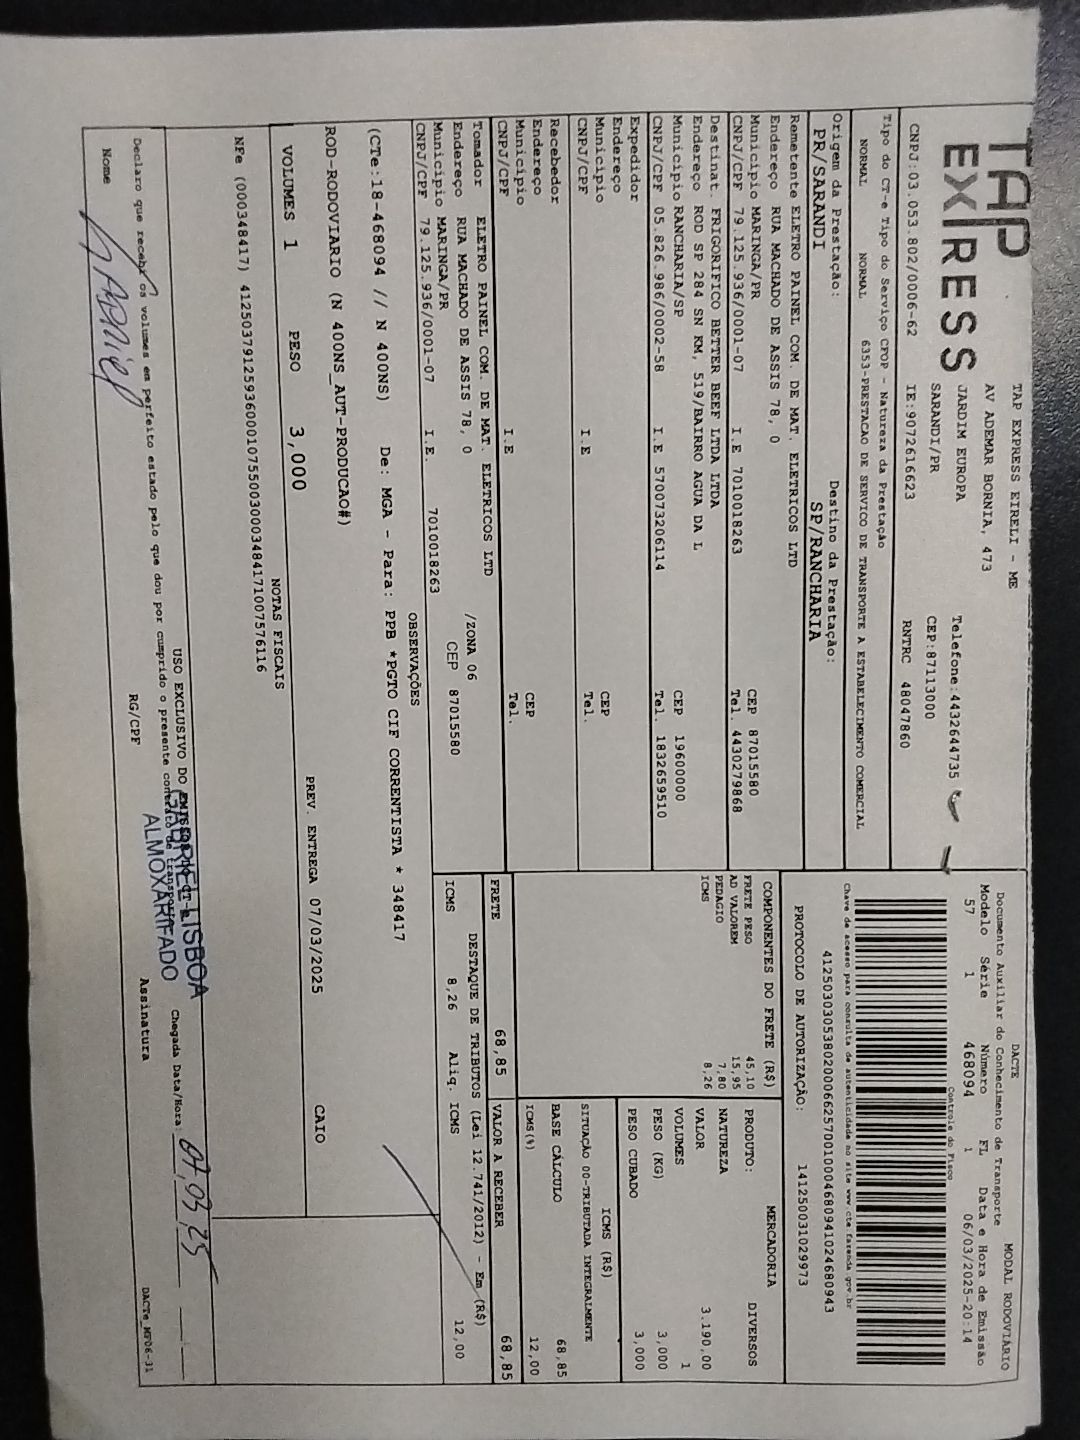 TAP
EXPRESS
TAP EXPRESS EIRELI - ME
AV ADEMAR BORNIA, 473
JARDIM EUROPA
SARANDI/PR
Telefone:4432644735
CEP:87113000
CNPJ:03.053.802/0006-62
IE:9072616623
RNTRC 48047860
Tipo do CT-e Tipo do Serviço CFOP - Natureza da Prestação
NORMAL NORMAL 6353-PRESTACAO DE SERVICO DE TRANSPORTE A ESTABELECIMENTO COMERCIAL
Origem da Prestação: Destino da Prestação:
PR/SARANDI SP/RANCHARIA
DACTE MODAL RODOVIÁRIO
Documento Auxiliar do Conhecimento de Transporte
Modelo Série Número FL Data e Hora de Emissão
57 1 468094 1 06/03/2025-20:14
Controle do Fisco
Chave de acesso para consulta de autenticidade no site www.cte.fazenda.gov.br
41250303053802000662570010004680941024680943
PROTOCOLO DE AUTORIZAÇÃO: 141250031029973
Remetente ELETRO PAINEL COM. DE MAT. ELETRICOS LTD
Endereço RUA MACHADO DE ASSIS 78, 0
Município MARINGA/PR CEP 87015580
CNPJ/CPF 79.125.936/0001-07 I.E 7010018263 Tel. 4430279868
Destinat. FRIGORIFICO BETTER BEEF LTDA LTDA
Endereço ROD SP 284 SN KM, 519/BAIRRO AGUA DA L
Município RANCHARIA/SP CEP 19600000
CNPJ/CPF 05.826.986/0002-58 I.E 570073206114 Tel. 1832659510
Expedidor
Endereço
Município CEP
CNPJ/CPF I.E Tel.
Recebedor
Endereço
Município CEP
CNPJ/CPF I.E Tel.
Tomador ELETRO PAINEL COM. DE MAT. ELETRICOS LTD
Endereço RUA MACHADO DE ASSIS 78, 0 /ZONA 06
Município MARINGA/PR CEP 87015580
CNPJ/CPF 79.125.936/0001-07 I.E. 7010018263
COMPONENTES DO FRETE (R$)
FRETE PESO 45,10
AD VALOREM 15,95
PEDAGIO 7,80
ICMS 8,26
MERCADORIA
PRODUTO: DIVERSOS
NATUREZA
VALOR 3.190,00
VOLUMES 1
PESO (KG) 3,000
PESO CUBADO 3,000
ICMS (R$)
SITUAÇÃO 00-TRIBUTADA INTEGRALMENTE
BASE CÁLCULO 68,85
ICMS(%) 12,00
FRETE 68,85 VALOR A RECEBER 68,85
DESTAQUE DE TRIBUTOS (Lei 12.741/2012) - Em (R$)
ICMS 8,26 Aliq. ICMS 12,00
OBSERVAÇÕES
(CTe:18-468094 // N 400NS) De: MGA - Para: PPB *PGTO CIF CORRENTISTA * 348417
ROD-RODOVIARIO (N 400NS_AUT-PRODUCAO#)
PREV. ENTREGA 07/03/2025 CAIO
VOLUMES 1 PESO 3,000
NOTAS FISCAIS
NFe (000348417) 41250379125936000107550030003484171007576116
USO EXCLUSIVO DO EMISSOR DO CT-e
Declaro que recebi os volumes em perfeito estado pelo que dou por cumprido o presente contrato de transporte
Chegada Data/Hora: 07,03,25
GABRIEL LISBOA
ALMOXARIFADO
Nome Gabriel RG/CPF Assinatura
DACTe_MF06-31